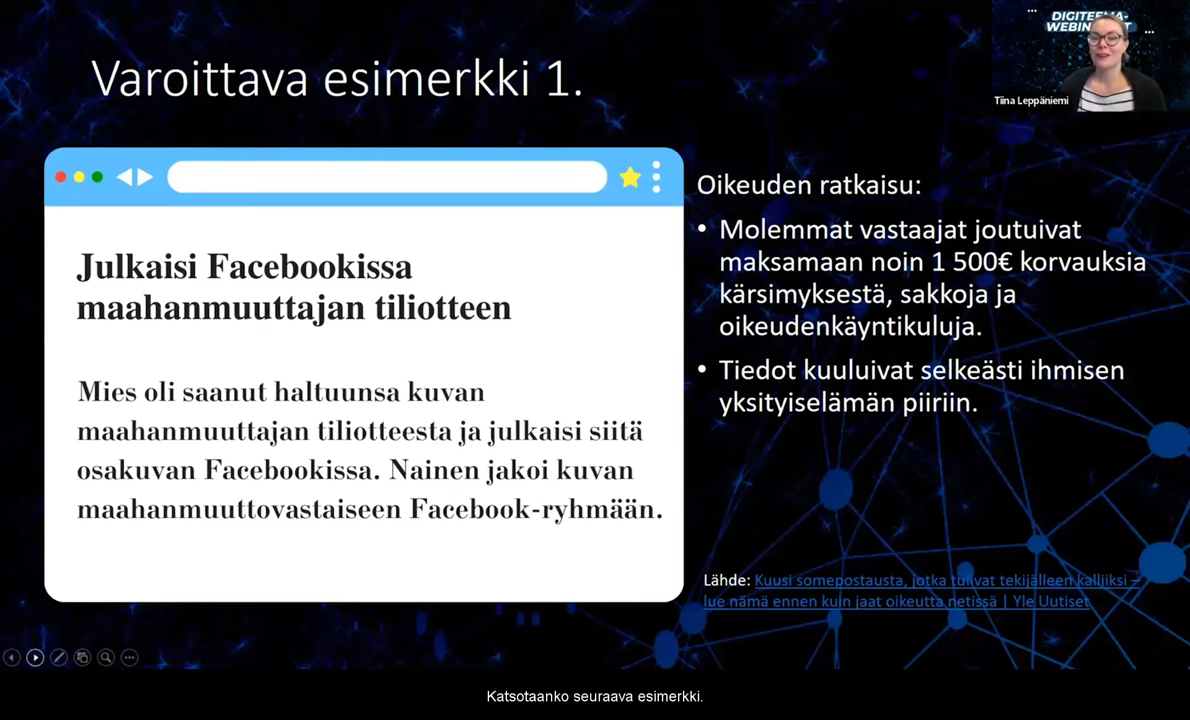 Varoittava esimerkki 1.
DIGITEEMA-
Tiina Leppäniemi
Julkaisi Facebookissa
maahanmuuttajan tiliotteen
Mies oli saanut haltuunsa kuvan
maahanmuuttajan tiliotteesta ja julkaisi siitä
osakuvan Facebookissa. Nainen jakoi kuvan
maahanmuuttovastaiseen Facebook-ryhmään.
Oikeuden ratkaisu:
• Molemmat vastaajat joutuivat
maksamaan noin 1 500€ korvauksia
kärsimyksestä, sakkoja ja
oikeudenkäyntikuluja.
• Tiedot kuuluivat selkeästi ihmisen
yksityiselämän piiriin.
Lähde: Kuusi somepostausta, jotka tulivat tekijälleen kalliiksi –
lue nämä ennen kuin jaat oikeutta netissä | Yle Uutiset
Katsotaanko seuraava esimerkki.